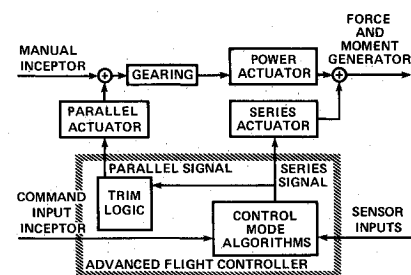 FORCE
AND
MOMENT
GENERATOR
MANUAL
INCEPTOR
GEARING
POWER
ACTUATOR
PARALLEL
ACTUATOR
SERIES
ACTUATOR
PARALLEL SIGNAL
SERIES
SIGNAL
TRIM
LOGIC
COMMAND
INPUT
INCEPTOR
CONTROL
MODE
ALGORITHMS
SENSOR
INPUTS
ADVANCED FLIGHT CONTROLLER